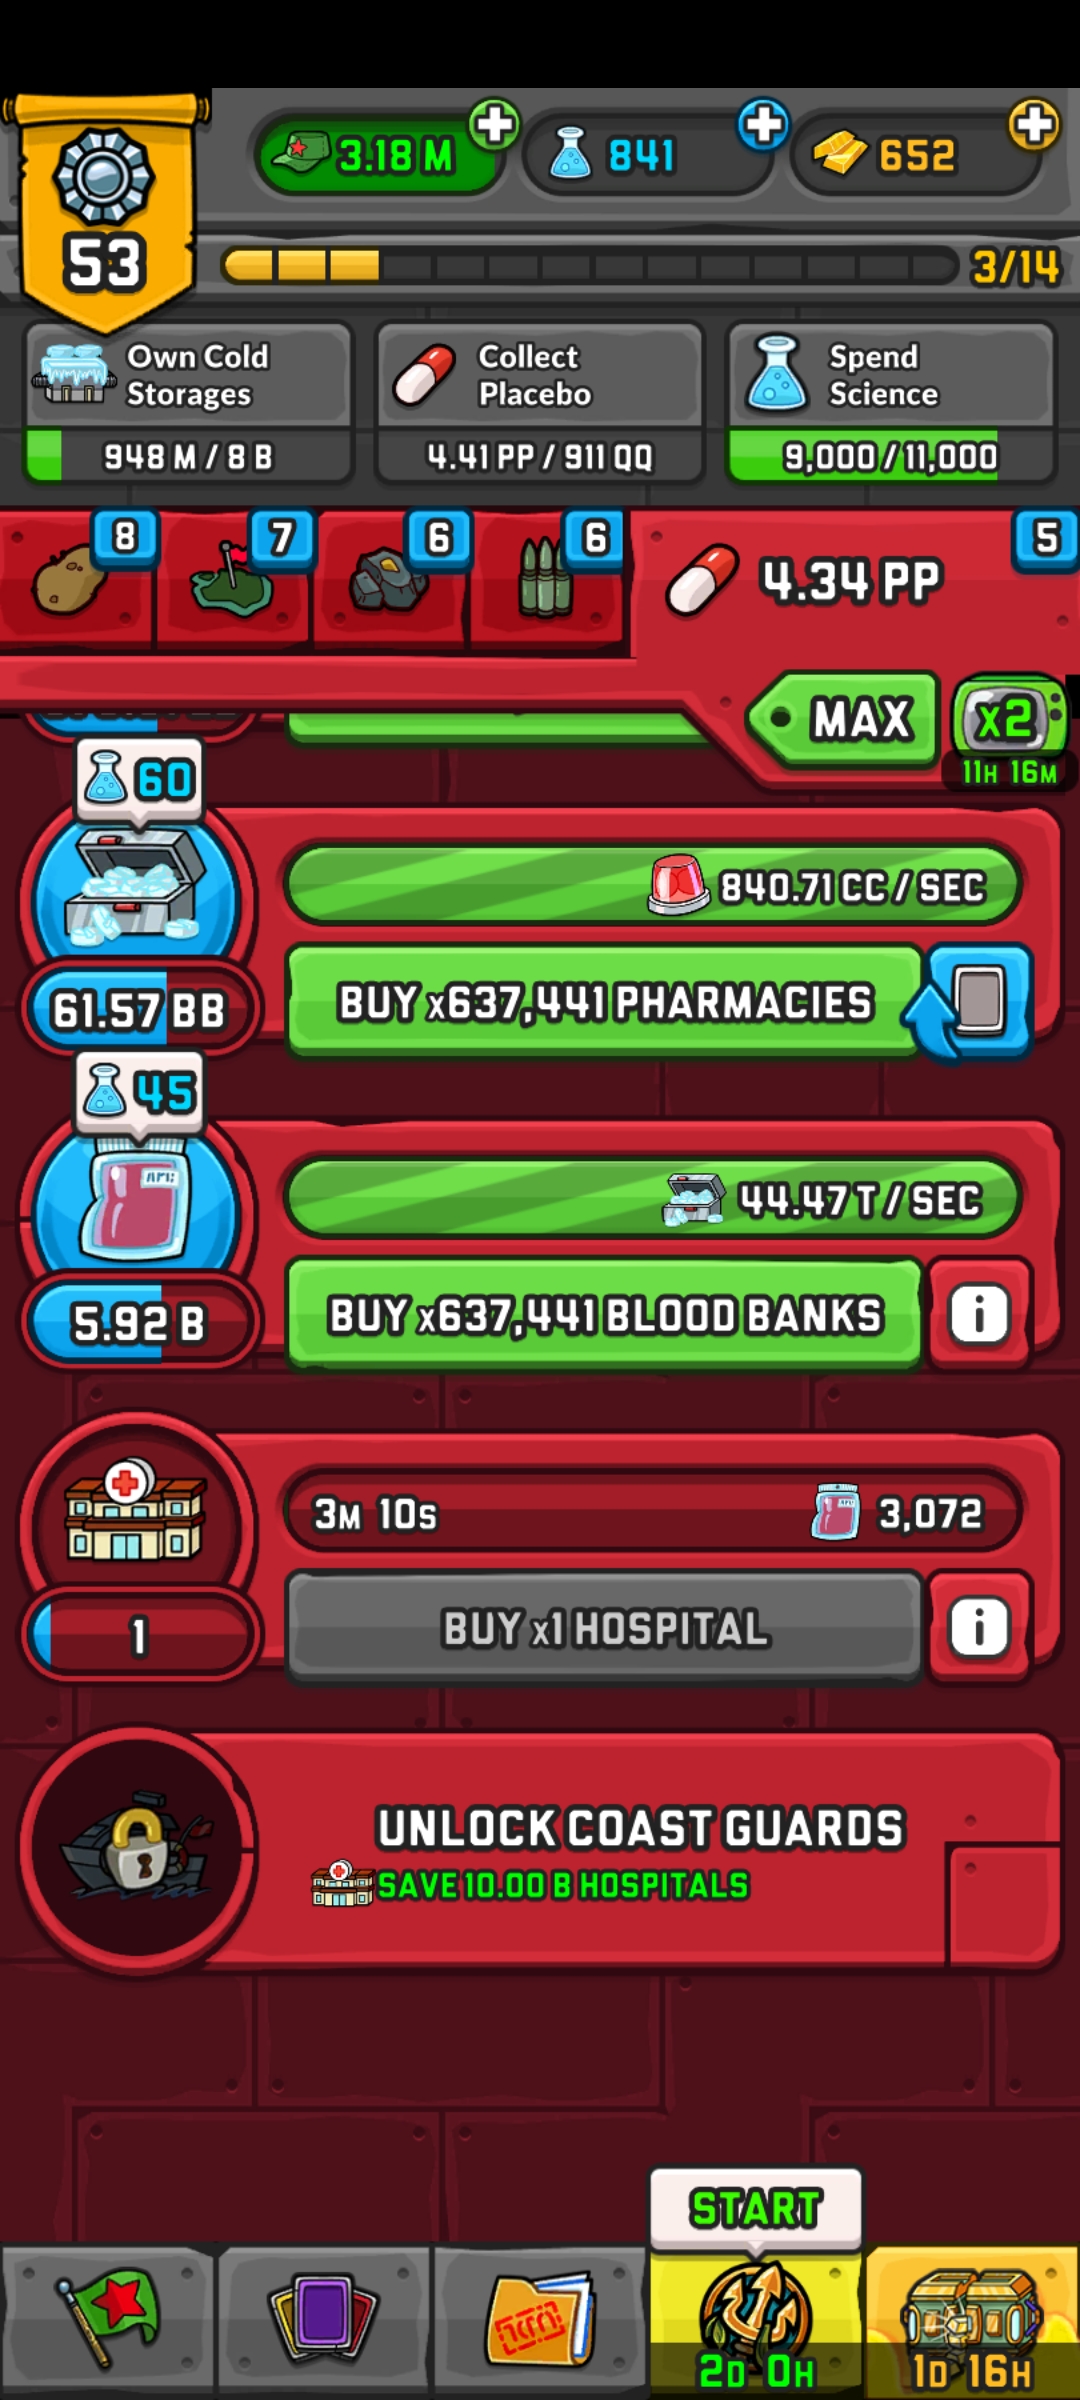 53
3.18 M
841
652
3/14
Own Cold
Storages
948 M / 8 B
Collect
Placebo
4.41 PP / 911 QQ
Spend
Science
9,000 / 11,000
8
7
6
6
5
4.34 PP
MAX
x2
11H 16M
60
840.71 CC / SEC
61.57 BB
BUY x637,441 PHARMACIES
45
44.47 T / SEC
5.92 B
BUY x637,441 BLOOD BANKS
i
3M 10S
3,072
1
BUY x1 HOSPITAL
i
UNLOCK COAST GUARDS
SAVE 10.00 B HOSPITALS
START
2D 0H
1D 16H